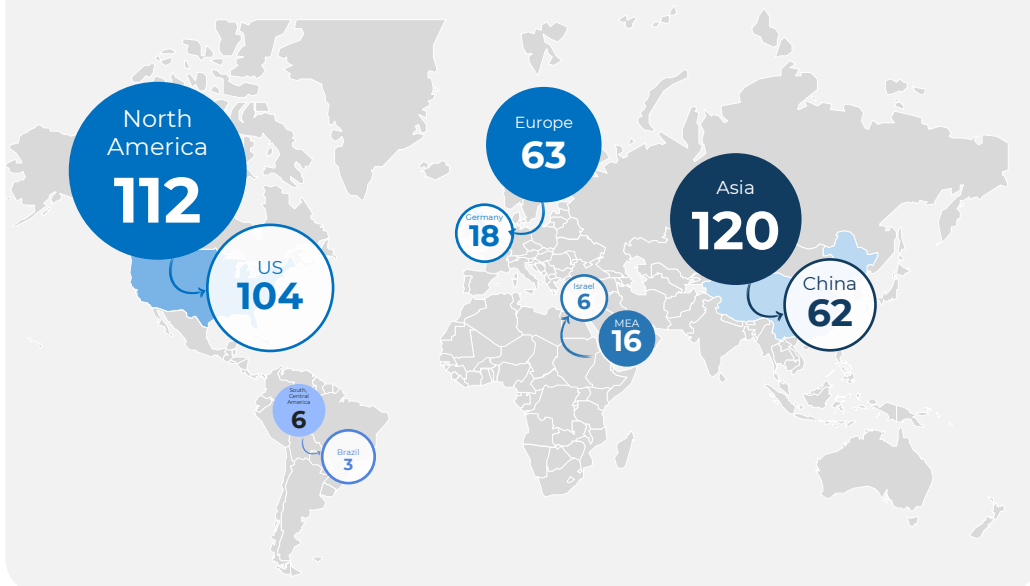 North
America
112
US
104
Europe
63
Germany
18
Asia
120
China
62
Israel
6
MEA
16
South,
Central
America
6
Brazil
3